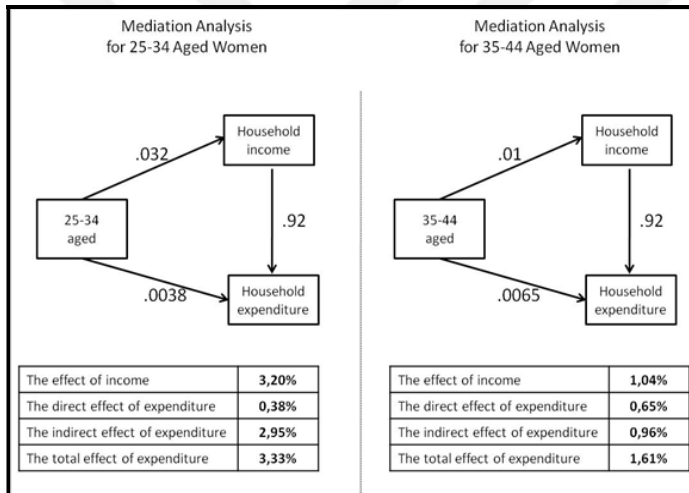 Mediation Analysis
for 25-34 Aged Women
Household
income
.032
25-34
aged
.92
.0038
Household
expenditure
The effect of income 3,20%
The direct effect of expenditure 0,38%
The indirect effect of expenditure 2,95%
The total effect of expenditure 3,33%
Mediation Analysis
for 35-44 Aged Women
Household
income
.01
35-44
aged
.92
.0065
Household
expenditure
The effect of income 1,04%
The direct effect of expenditure 0,65%
The indirect effect of expenditure 0,96%
The total effect of expenditure 1,61%